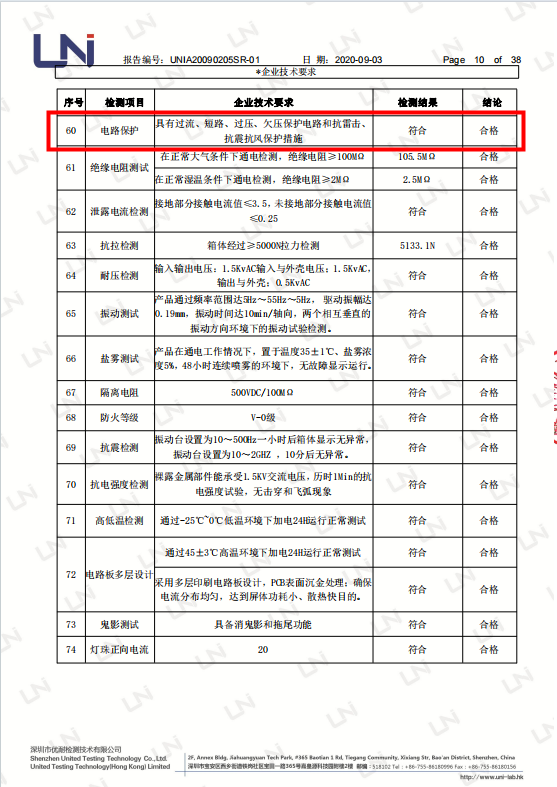 LNi
报告编号: UNIA20090205SR-01 日 期: 2020-09-03 Page 10 of 38
*企业技术要求
序号 检测项目 企业技术要求 检测结果 结论
60 电路保护 具有过流、短路、过压、欠压保护电路和抗雷击、
抗震抗风保护措施 符合 合格
61 绝缘电阻测试 在正常大气条件下通电检测，绝缘电阻≥100MΩ 105.5MΩ 合格
在正常湿温条件下通电检测，绝缘电阻≥2MΩ 2.5MΩ 合格
62 泄露电流检测 接地部分接触电流值≤3.5,未接地部分接触电流值
≤0.25 符合 合格
63 抗拉检测 箱体经过≥5000N拉力检测 5133.1N 合格
64 耐压检测 输入输出电压: 1.5KvAC输入与外壳电压: 1.5KvAC,
输出与外壳: 0.5KvAC 符合 合格
65 振动测试 产品通过频率范围达5Hz～55Hz～5Hz， 驱动振幅达
0.19mm，振动时达10min/轴向，两个相互垂直的
振动方向环境下的振动试验检测。 符合 合格
66 盐雾测试 产品在通电工作情况下，置于温度35±1℃、盐雾浓
度5%，48小时连续喷雾的环境下，无故障显示运行。 符合 合格
67 隔离电阻 500VDC/100MΩ 符合 合格
68 防火等级 V-0级 符合 合格
69 抗震检测 振动台设置为10～500Hz一小时后箱体显示无异常，
振动台设置为10～2GHZ ，10分后无异常。 符合 合格
70 抗电强度检测 裸露金属部件能承受1.5KV交流电压，历时1Min的抗
电强度试验，无击穿和飞弧现象 符合 合格
71 高低温检测 通过-25℃~0℃低温环境下加电24H运行正常测试 符合 合格
72 电路板多层设计 通过45±3℃高温环境下加电24H运行正常测试 符合 合格
采用多层印刷电路板设计，PCB表面沉金处理；确保
电流分布均匀，达到屏体功耗小、散热快目的。 符合 合格
73 鬼影测试 具备消鬼影和拖尾功能 符合 合格
74 灯珠正向电流 20 符合 合格
深圳市优耐检测技术有限公司
Shenzhen United Testing Technology Co.,Ltd.
United Testing Technology(Hong Kong) Limited
2F, Annex Bldg, Jiahuangyuan Tech Park, #365 Baotian 1 Rd, Tiegang Community, Xixiang Str, Bao'an District, Shenzhen, China
深圳市宝安区西乡街道铁岗社区宝田一路365号嘉皇源科技园附楼2楼 邮编：518102 Tel：+86-755-86180996 Fax：+86-755-86180156
http://www.uni-lab.hk